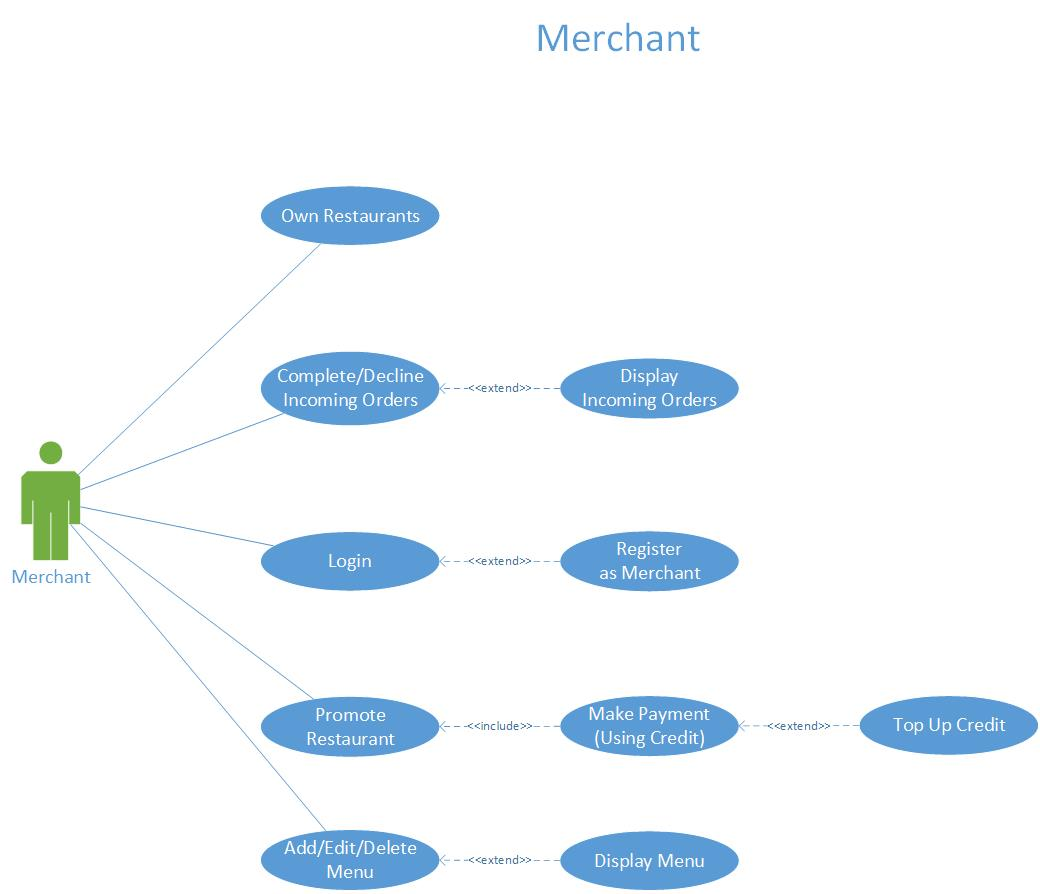 Merchant
Own Restaurants
Complete/Decline
Incoming Orders
<<extend>>
Display
Incoming Orders
Merchant
Login
<<extend>>
Register
as Merchant
Promote
Restaurant
<<include>>
Make Payment
(Using Credit)
<<extend>>
Top Up Credit
Add/Edit/Delete
Menu
<<extend>>
Display Menu